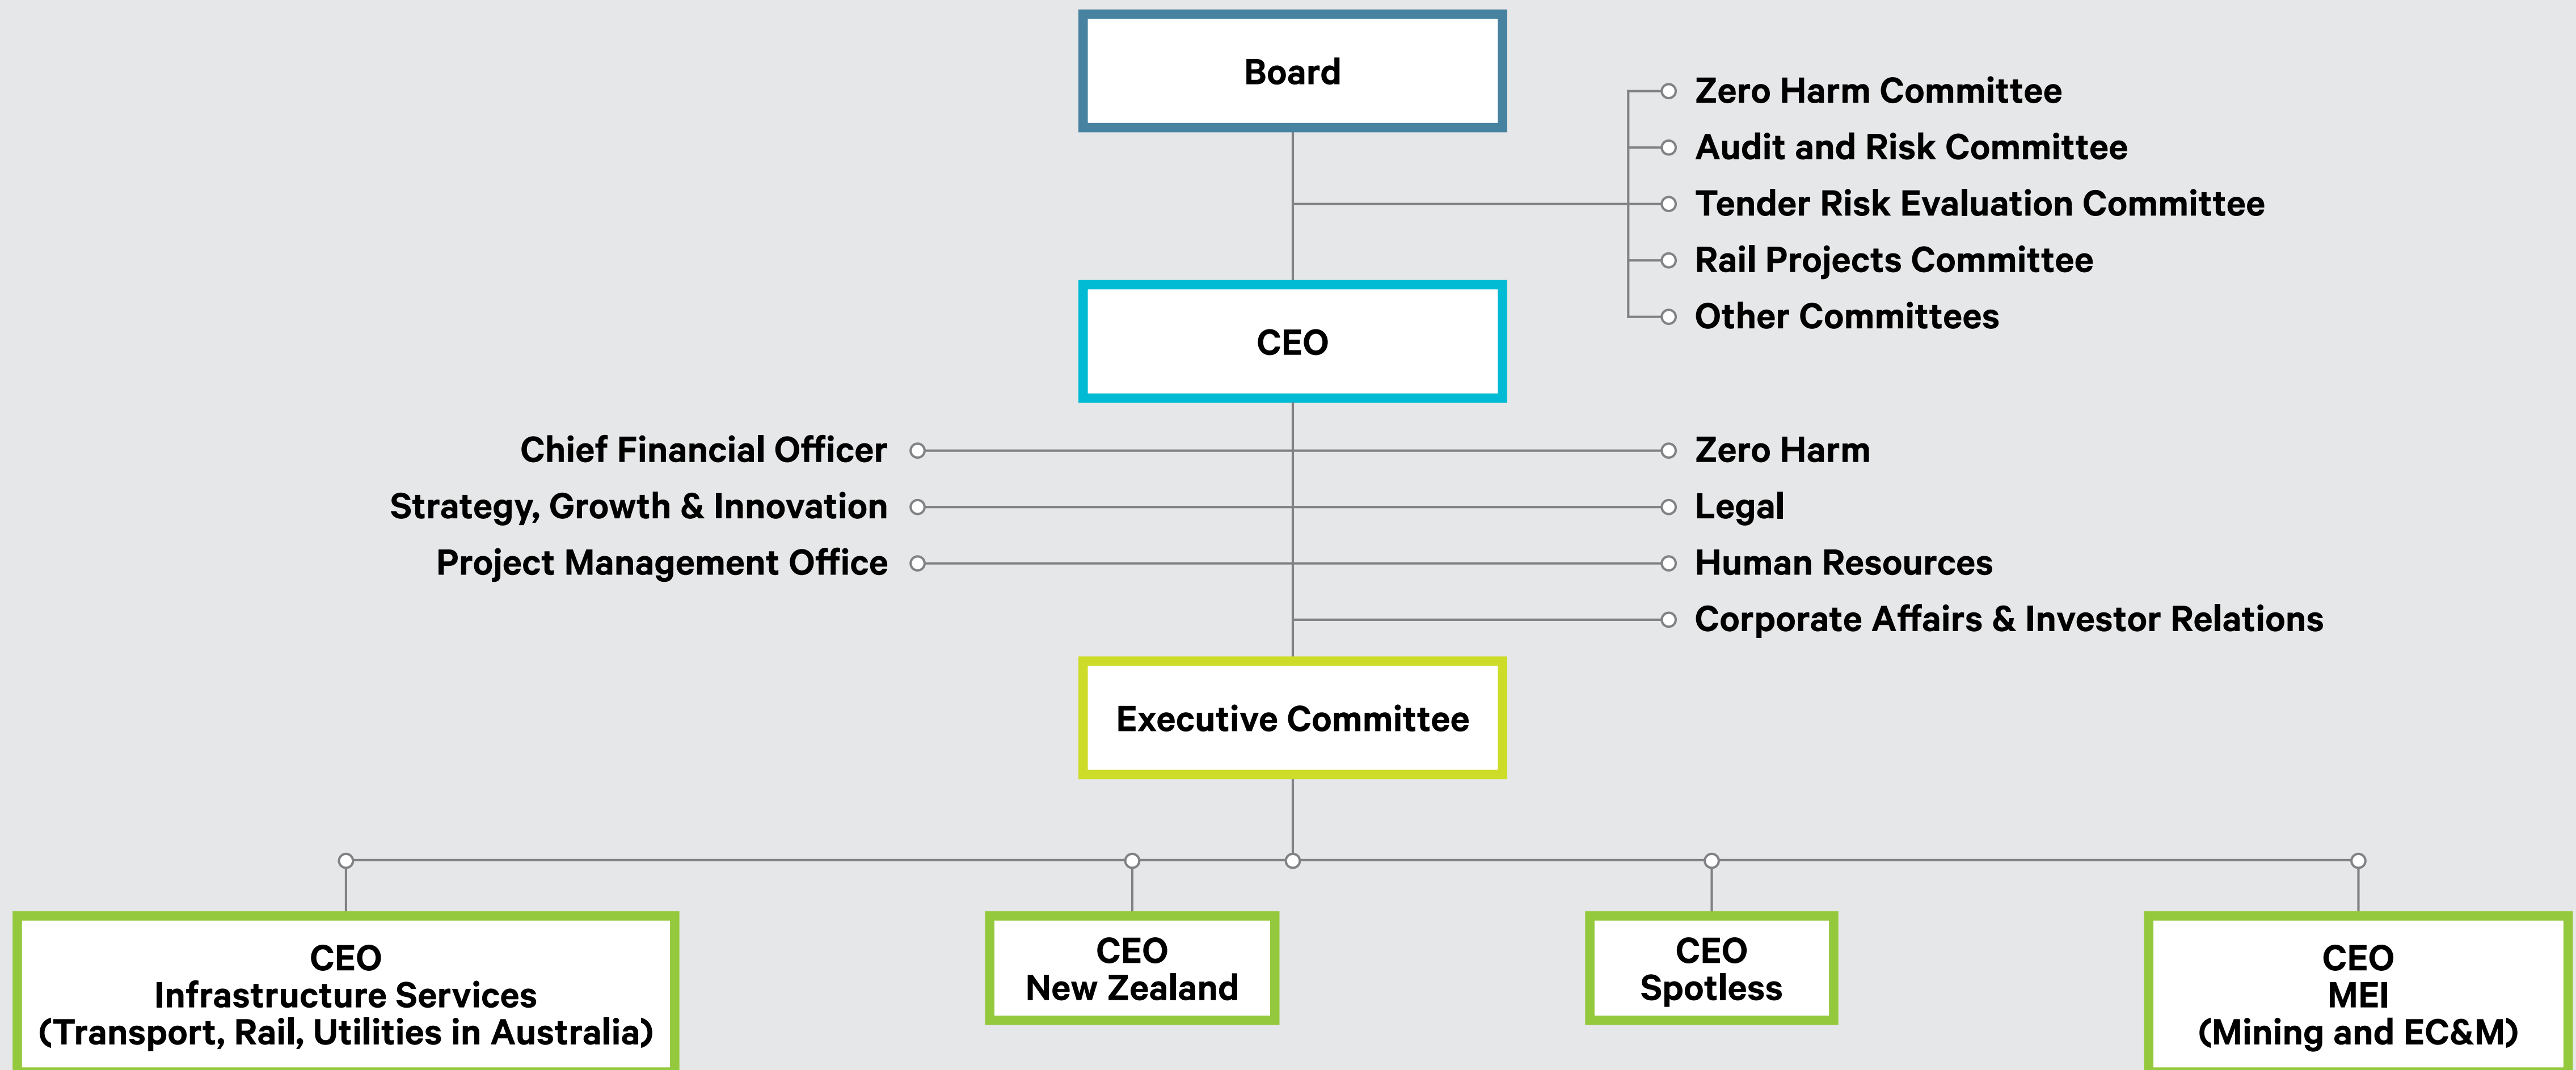 Board
Zero Harm Committee
Audit and Risk Committee
Tender Risk Evaluation Committee
Rail Projects Committee
Other Committees
CEO
Chief Financial Officer
Zero Harm
Strategy, Growth & Innovation
Legal
Project Management Office
Human Resources
Corporate Affairs & Investor Relations
Executive Committee
CEO
Infrastructure Services
(Transport, Rail, Utilities in Australia)
CEO
New Zealand
CEO
Spotless
CEO
MEI
(Mining and EC&M)